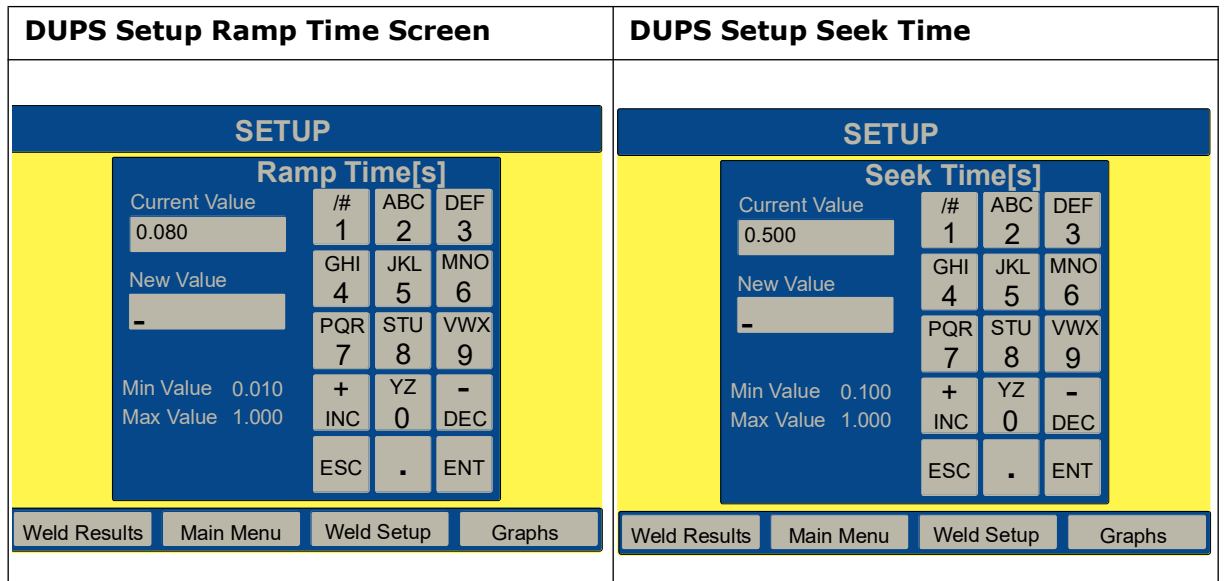 DUPS Setup Ramp Time Screen
DUPS Setup Seek Time
SETUP
Ramp Time[s]
Current Value
0.080
New Value
-
Min Value 0.010
Max Value 1.000
/# ABC DEF
1 2 3
GHI JKL MNO
4 5 6
PQR STU VWX
7 8 9
+ YZ -
INC 0 DEC
ESC . ENT
Weld Results Main Menu Weld Setup Graphs
SETUP
Seek Time[s]
Current Value
0.500
New Value
-
Min Value 0.100
Max Value 1.000
/# ABC DEF
1 2 3
GHI JKL MNO
4 5 6
PQR STU VWX
7 8 9
+ YZ -
INC 0 DEC
ESC . ENT
Weld Results Main Menu Weld Setup Graphs